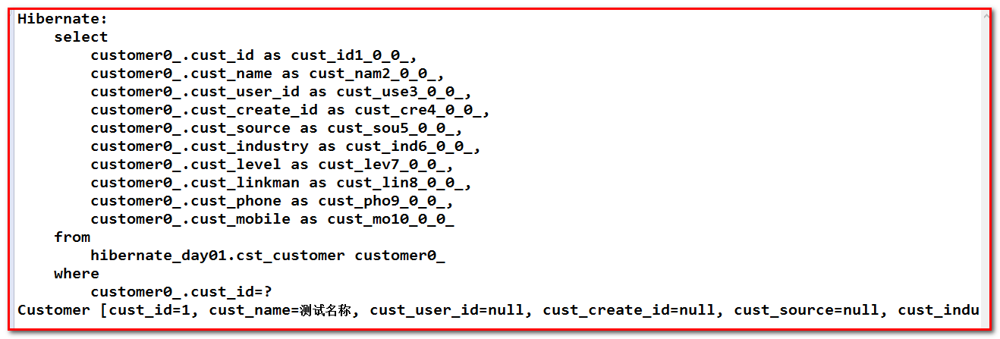 Hibernate:
select
customer0_.cust_id as cust_id1_0_0_,
customer0_.cust_name as cust_nam2_0_0_,
customer0_.cust_user_id as cust_use3_0_0_,
customer0_.cust_create_id as cust_cre4_0_0_,
customer0_.cust_source as cust_sou5_0_0_,
customer0_.cust_industry as cust_ind6_0_0_,
customer0_.cust_level as cust_lev7_0_0_,
customer0_.cust_linkman as cust_lin8_0_0_,
customer0_.cust_phone as cust_pho9_0_0_,
customer0_.cust_mobile as cust_mo10_0_0_
from
hibernate_day01.cst_customer customer0_
where
customer0_.cust_id=?
Customer [cust_id=1, cust_name=测试名称, cust_user_id=null, cust_create_id=null, cust_source=null, cust_indu